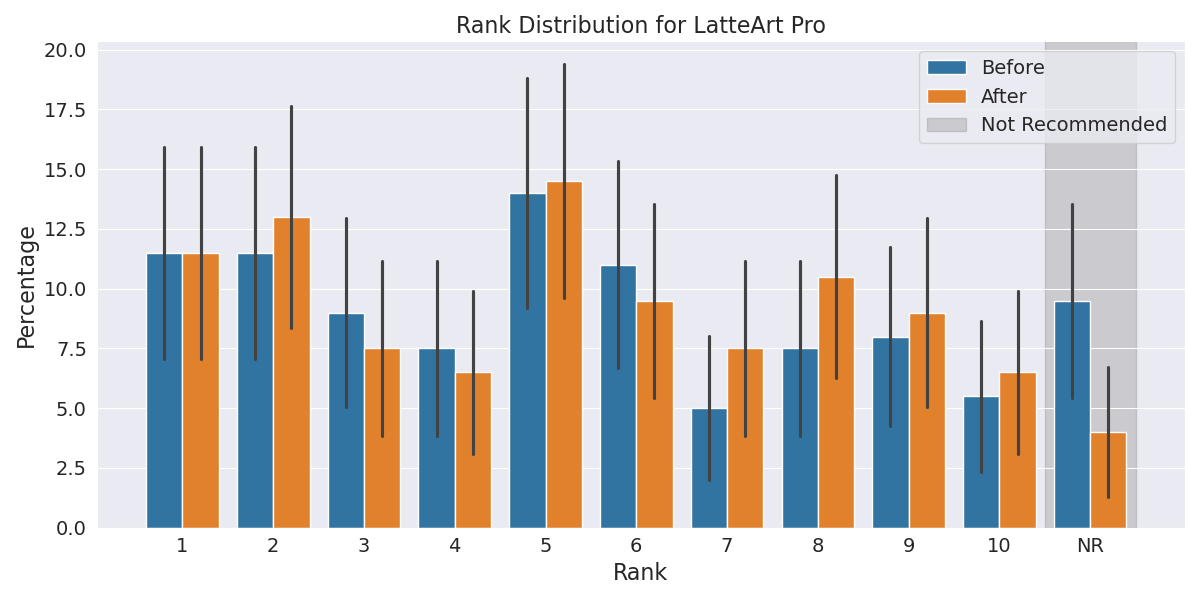 Rank Distribution for LatteArt Pro
Before
After
Not Recommended
Percentage
20.0
17.5
15.0
12.5
10.0
7.5
5.0
2.5
0.0
1 2 3 4 5 6 7 8 9 10 NR
Rank